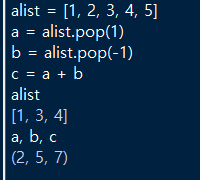 alist = [1, 2, 3, 4, 5]
a = alist.pop(1)
b = alist.pop(-1)
c = a + b
alist
[1, 3, 4]
a, b, c
(2, 5, 7)